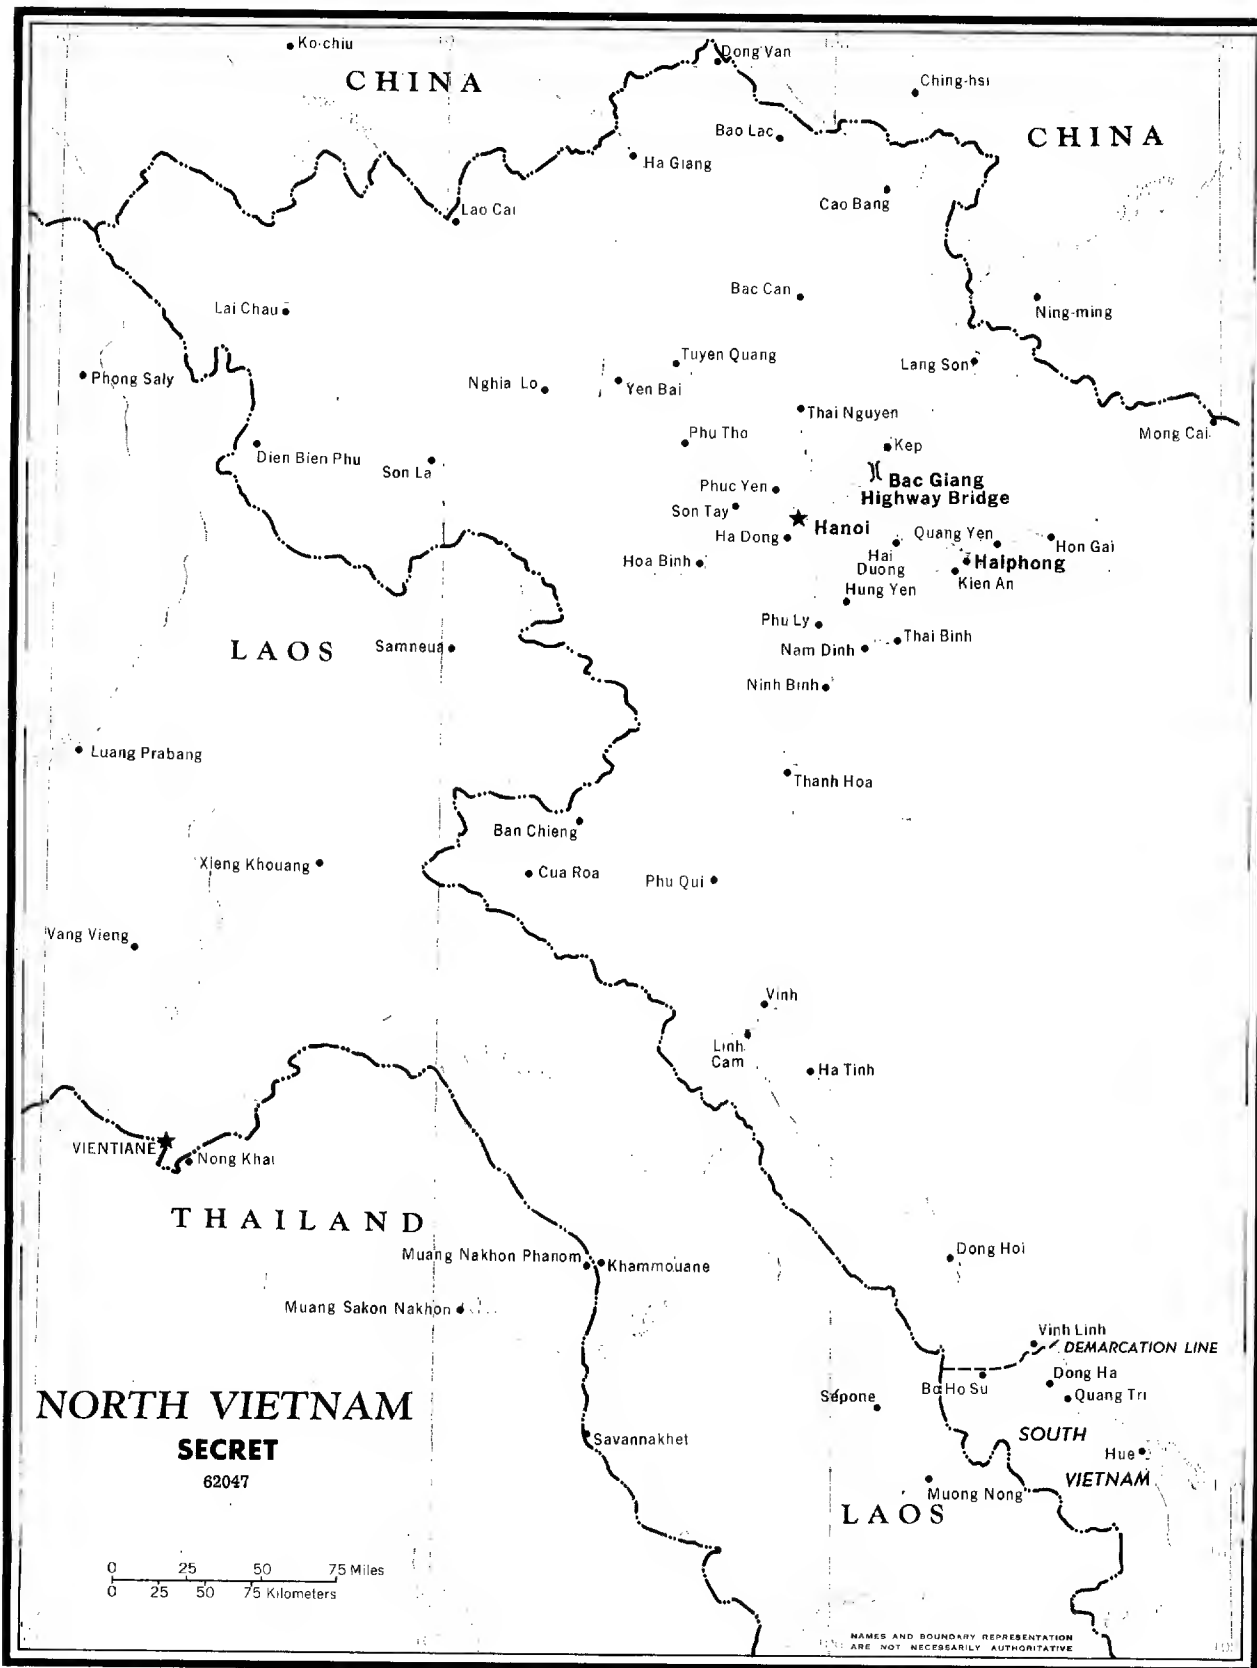 Ko-chiu
CHINA
Dong Van
Ching-hsi
Bao Lac
CHINA
Ha Giang
Cao Bang
Lao Cai
Bac Can
Lai Chau
Ning-ming
Tuyen Quang
Lang Son
Phong Saly
Nghia Lo
Yen Bai
Thai Nguyen
Mong Cai
Phu Tho
Kep
Dien Bien Phu
Son La
Bac Giang
Highway Bridge
Phuc Yen
Son Tay
Hanoi
Ha Dong
Quang Yen
Hon Gai
Hai
Duong
Hoa Binh
Haiphong
Kien An
Hung Yen
Phu Ly
Thai Binh
LAOS
Samneua
Nam Dinh
Ninh Binh
Luang Prabang
Thanh Hoa
Ban Chieng
Xieng Khouang
Cua Roa
Phu Qui
Vang Vieng
Vinh
Linh
Cam
Ha Tinh
VIENTIANE
Nong Khai
THAILAND
Muang Nakhon Phanom
Khammouane
Dong Hoi
Muang Sakon Nakhon
Vinh Linh
DEMARCATION LINE
Dong Ha
Ba Ho Su
Quang Tri
Sépone
NORTH VIETNAM
SECRET
62047
Savannakhet
SOUTH
VIETNAM
Hue
Muong Nong
LAOS
0 25 50 75 Miles
0 25 50 75 Kilometers
NAMES AND BOUNDARY REPRESENTATION
ARE NOT NECESSARILY AUTHORITATIVE